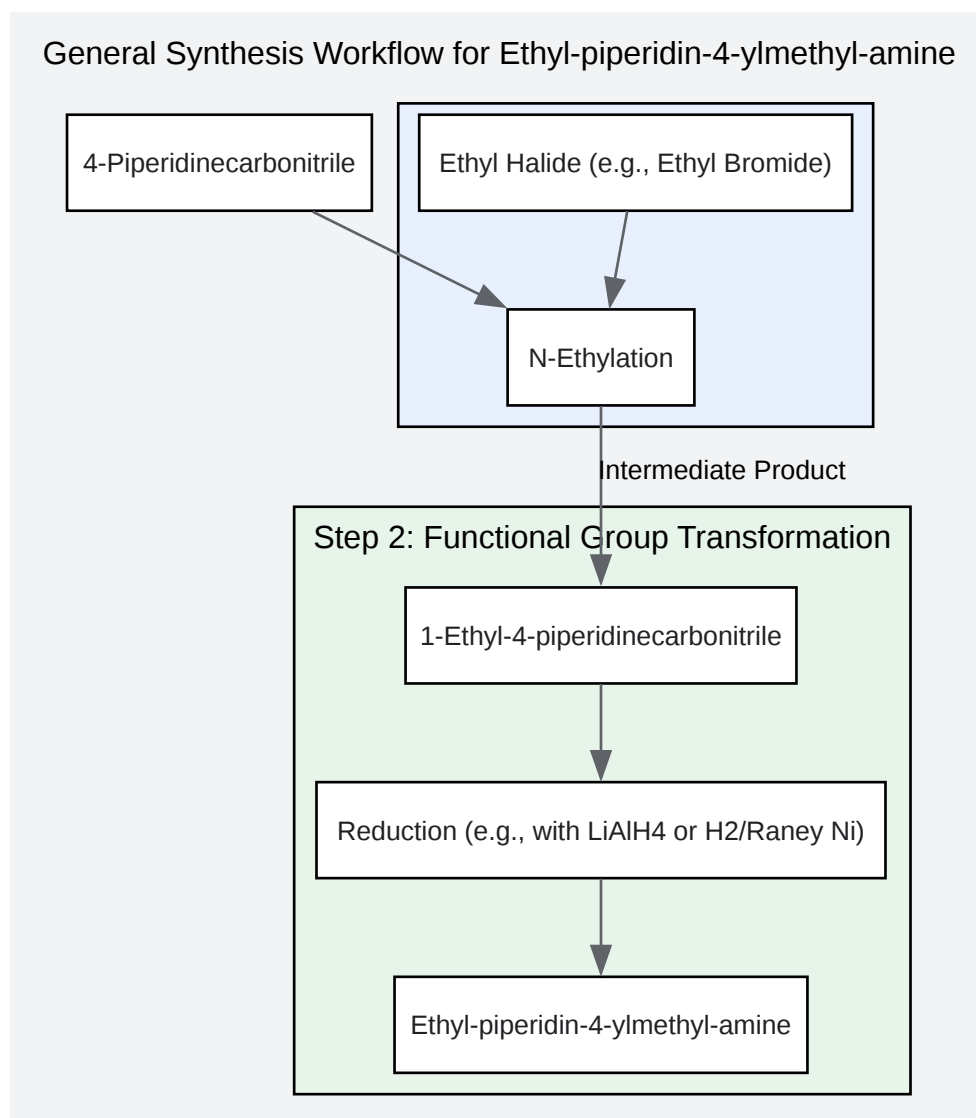 General Synthesis Workflow for Ethyl-piperidin-4-ylmethyl-amine
4-Piperidinecarbonitrile
Ethyl Halide (e.g., Ethyl Bromide)
N-Ethylation
Intermediate Product
Step 2: Functional Group Transformation
1-Ethyl-4-piperidinecarbonitrile
Reduction (e.g., with LiAlH4 or H2/Raney Ni)
Ethyl-piperidin-4-ylmethyl-amine